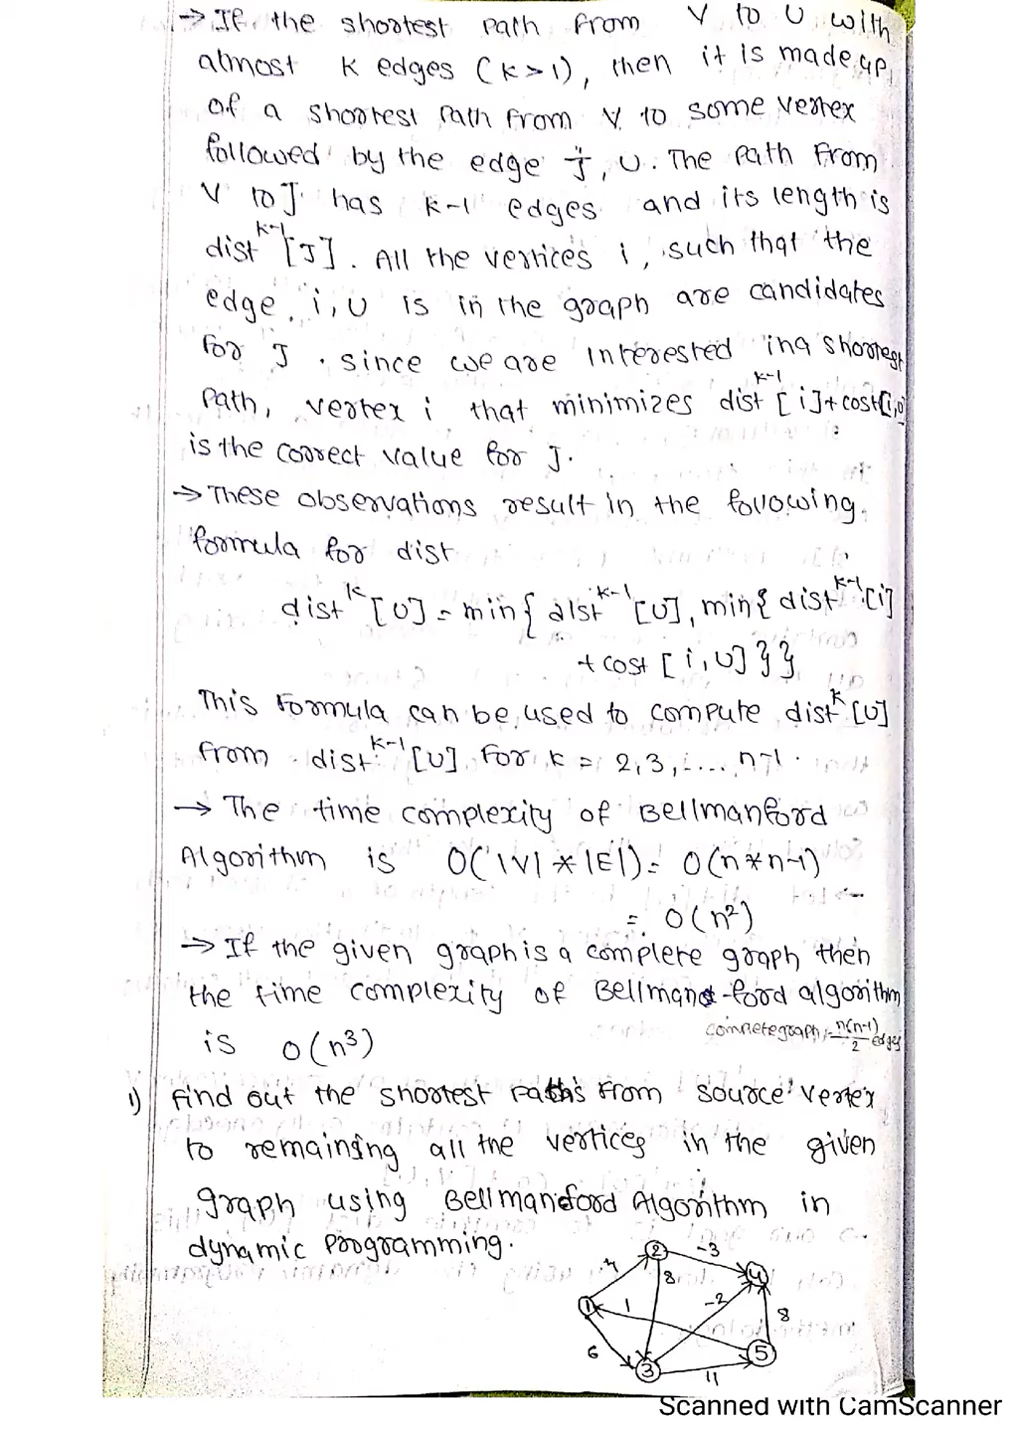 → If the shortest path from V to U with
atmost K edges (K>1), then it is made up
of a shortest path from V to some vertex
followed by the edge j, U. The path from
V to J has K-1 edges and its length is
dist^{K-1}[J]. All the vertices i, such that the
edge i, U is in the graph are candidates
for J. since we are interested in a shortest
path, vertex i that minimizes dist^{K-1}[i]+cost[i,U]
is the correct value for J.
→ These observations result in the following
formula for dist
dist^K[U] = min{dist^{K-1}[U], min{dist^{K-1}[i]
+ cost [i,U]}}
This formula can be used to compute dist^K[U]
from dist^{K-1}[U] for K = 2,3,.... n-1.
→ The time complexity of Bellmanford
Algorithm is O(|V| * |E|) = O(n*n-1)
= O(n²)
→ If the given graph is a complete graph then
the time complexity of Bellman-ford algorithm
is O(n³)
complete graph = n(n-1)/2 edges
1) find out the shortest paths from source vertex
to remaining all the vertices in the given
graph using Bellmanford Algorithm in
dynamic programming.
2 -3 4
8
1 1 -2 8
6 5
3 11
Scanned with CamScanner